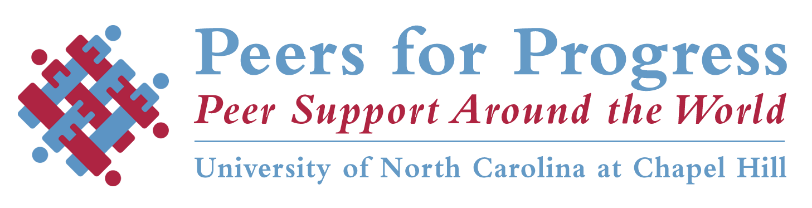 Peers for Progress
Peer Support Around the World
University of North Carolina at Chapel Hill